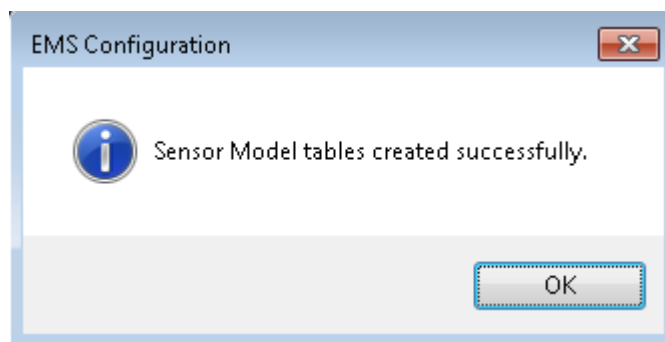 EMS Configuration
Sensor Model tables created successfully.
OK